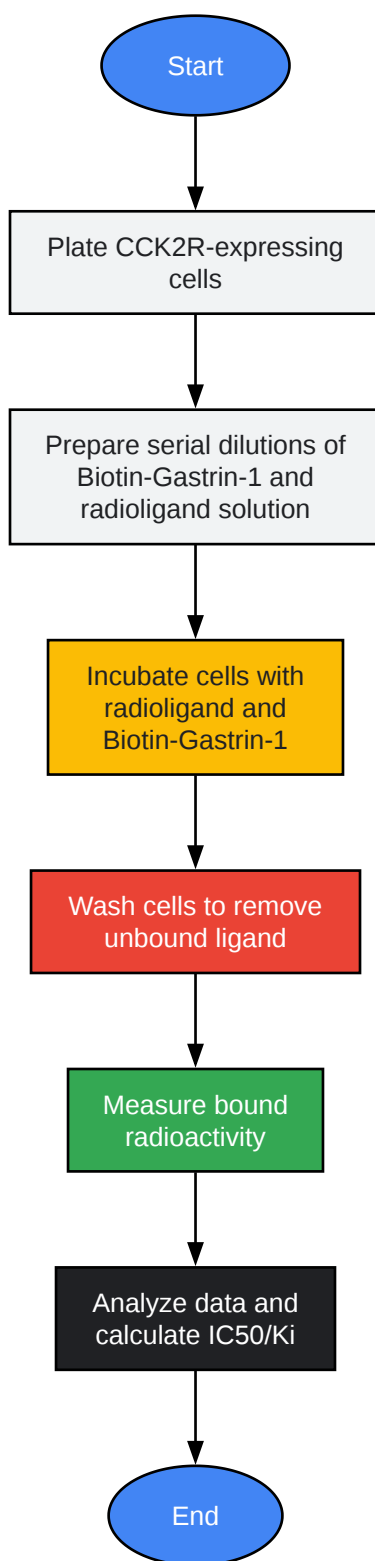 Start
Plate CCK2R-expressing
cells
Prepare serial dilutions of
Biotin-Gastrin-1 and
radioligand solution
Incubate cells with
radioligand and
Biotin-Gastrin-1
Wash cells to remove
unbound ligand
Measure bound
radioactivity
Analyze data and
calculate IC50/Ki
End